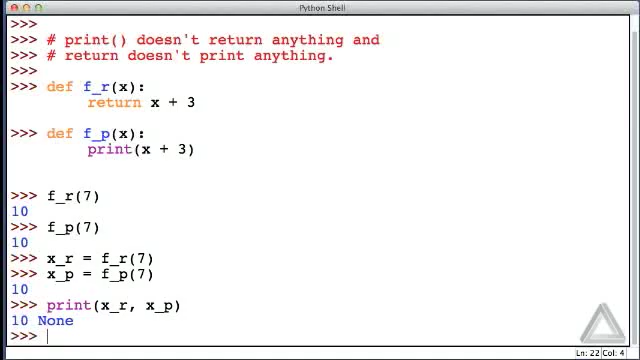 Python Shell
>>>
>>> # print() doesn't return anything and
>>> # return doesn't print anything.
>>>
>>> def f_r(x):
        return x + 3
>>> def f_p(x):
        print(x + 3)
>>> f_r(7)
10
>>> f_p(7)
10
>>> x_r = f_r(7)
>>> x_p = f_p(7)
10
>>> print(x_r, x_p)
10 None
>>>
Ln: 22 Col: 4